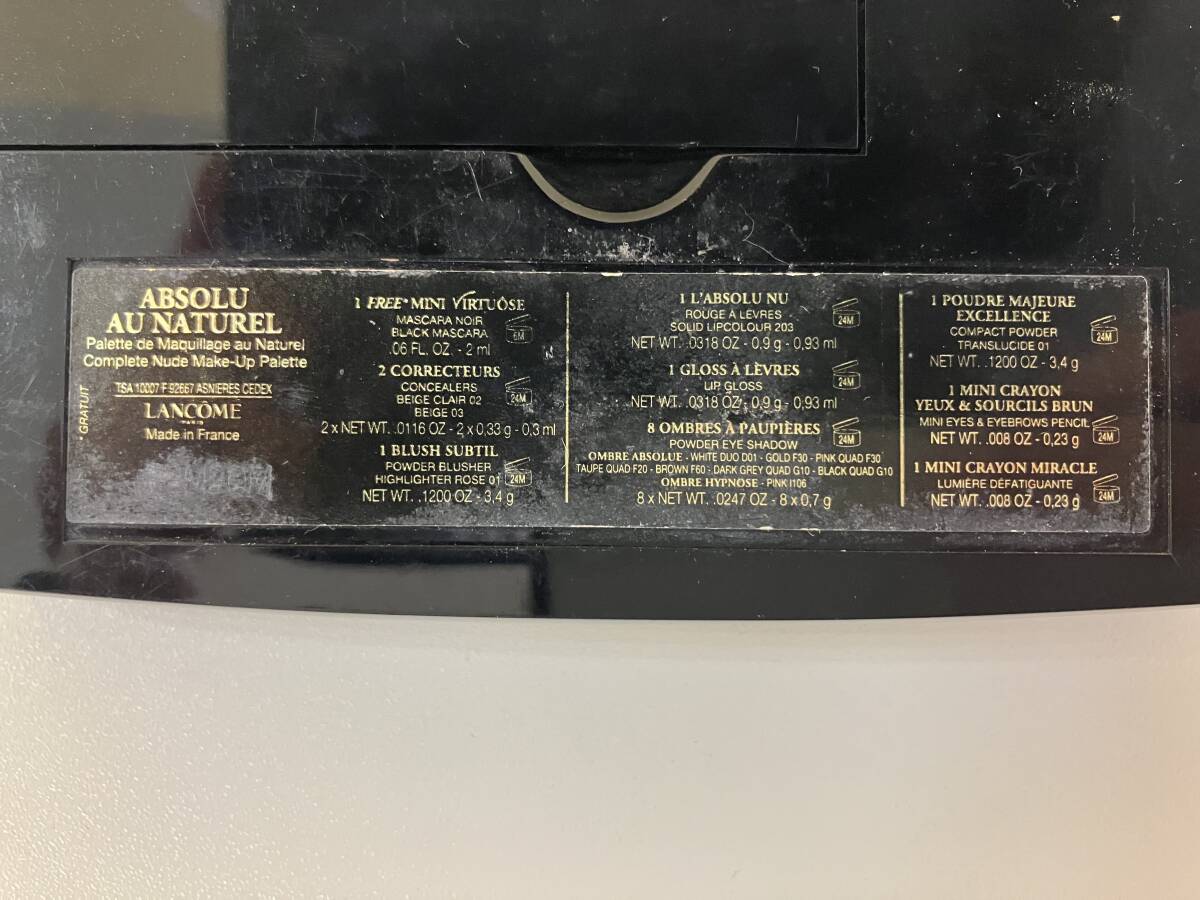 ABSOLU
AU NATUREL
Palette de Maquillage au Naturel
Complete Nude Make-Up Palette
TSA 10007 F 92667 ASNIERES CEDEX
LANCÔME
PARIS
Made in France
*GRATUIT
1 FREE* MINI VIRTUÔSE
MASCARA NOIR
BLACK MASCARA
6M
.06 FL. OZ. - 2 ml
2 CORRECTEURS
CONCEALERS
BEIGE CLAIR 02
24M
BEIGE 03
2 x NET WT. .0116 OZ - 2 x 0,33 g - 0,3 ml
1 BLUSH SUBTIL
POWDER BLUSHER
HIGHLIGHTER ROSE 01
24M
NET WT. .1200 OZ - 3,4 g
1 L'ABSOLU NU
ROUGE À LÈVRES
SOLID LIPCOLOUR 203
24M
NET WT. .0318 OZ - 0,9 g - 0,93 ml
1 GLOSS À LÈVRES
LIP GLOSS
24M
NET WT. .0318 OZ - 0,9 g - 0,93 ml
8 OMBRES À PAUPIÈRES
POWDER EYE SHADOW
24M
OMBRE ABSOLUE - WHITE DUO D01 - GOLD F30 - PINK QUAD F30
TAUPE QUAD F20 - BROWN F60 - DARK GREY QUAD G10 - BLACK QUAD G10
OMBRE HYPNOSE - PINK I106
8 x NET WT. .0247 OZ - 8 x 0,7 g
1 POUDRE MAJEURE
EXCELLENCE
COMPACT POWDER
TRANSLUCIDE 01
24M
NET WT. .1200 OZ - 3,4 g
1 MINI CRAYON
YEUX & SOURCILS BRUN
MINI EYES & EYEBROWS PENCIL
NET WT. .008 OZ - 0,23 g
24M
1 MINI CRAYON MIRACLE
LUMIÈRE DÉFATIGUANTE
NET WT. .008 OZ - 0,23 g
24M